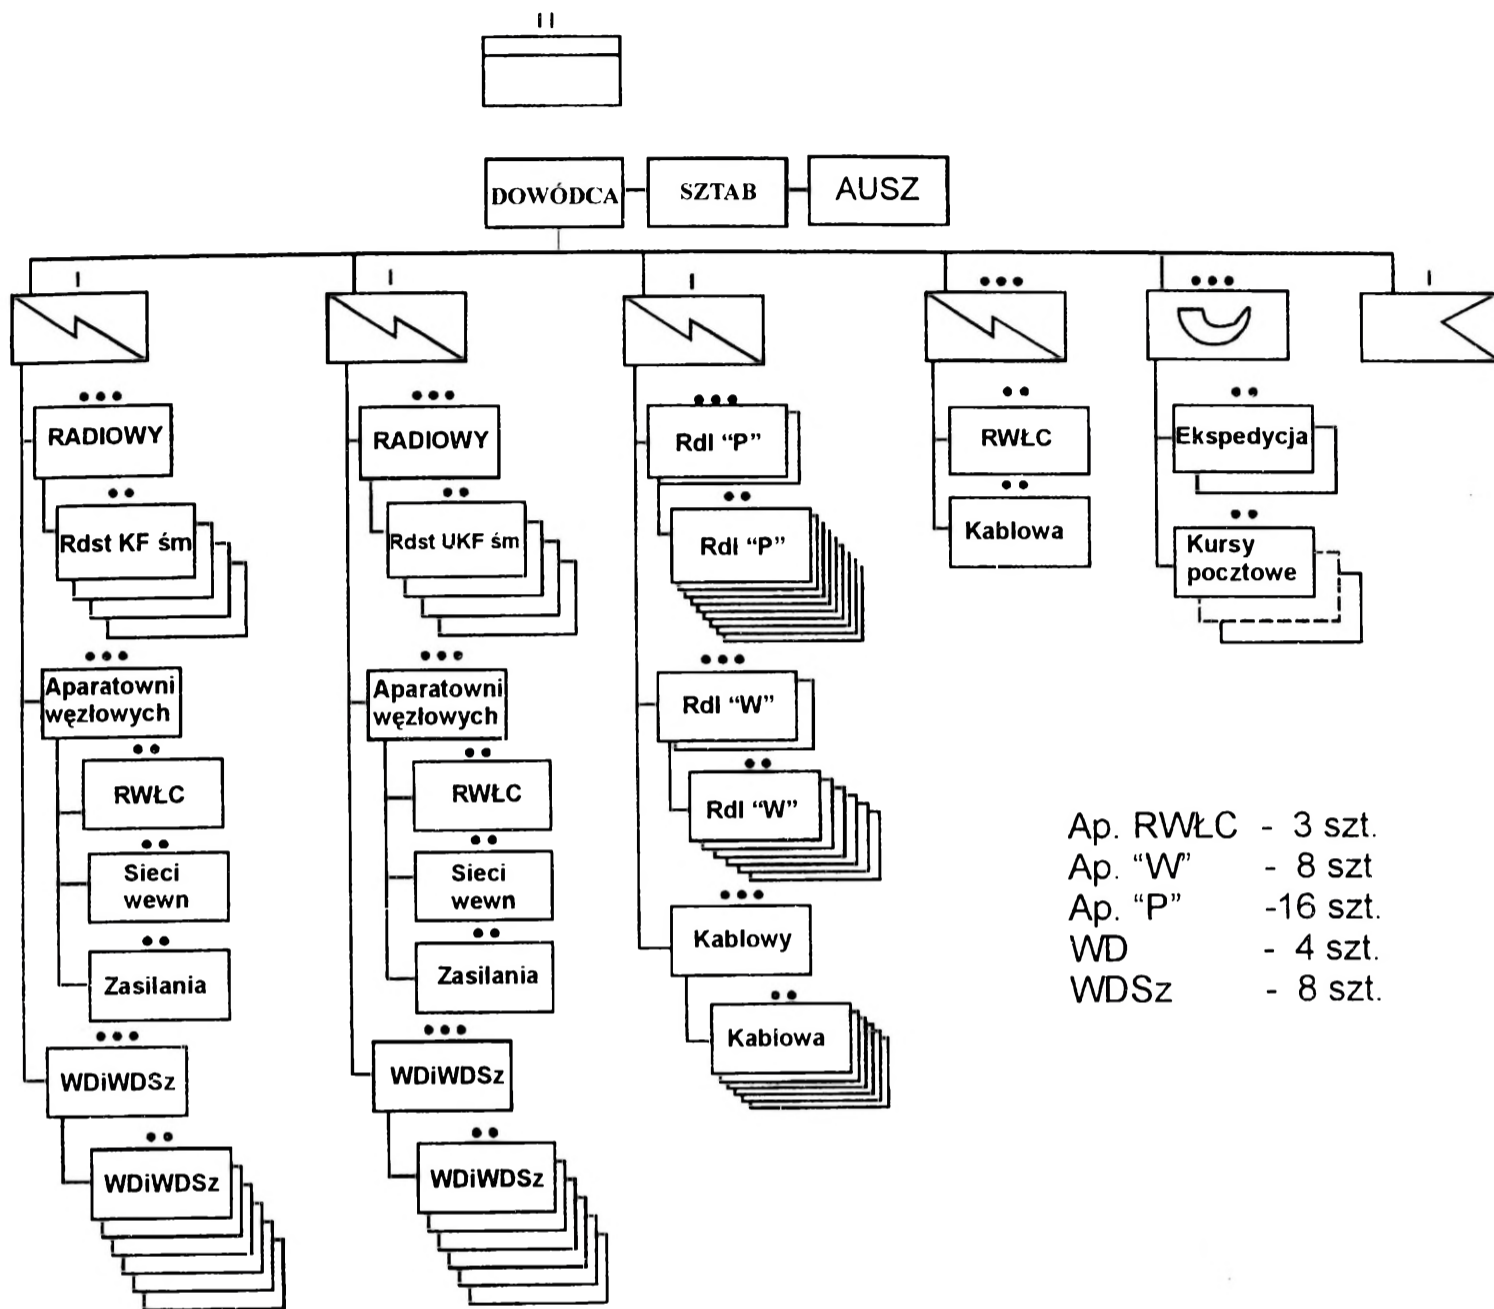 DOWÓDCA
SZTAB
AUSZ
RADIOWY
Rdst KF śm
Aparatowni
węzłowych
RWŁC
Sieci
wewn
Zasilania
WDiWDSz
WDiWDSz
RADIOWY
Rdst UKF śm
Aparatowni
węzłowych
RWŁC
Sieci
wewn
Zasilania
WDiWDSz
WDiWDSz
Rdl “P”
Rdl “P”
Rdl “W”
Rdl “W”
Kablowy
Kabiowa
RWŁC
Kablowa
Ekspedycja
Kursy
pocztowe
Ap. RWŁC - 3 szt.
Ap. “W” - 8 szt
Ap. “P” -16 szt.
WD - 4 szt.
WDSz - 8 szt.